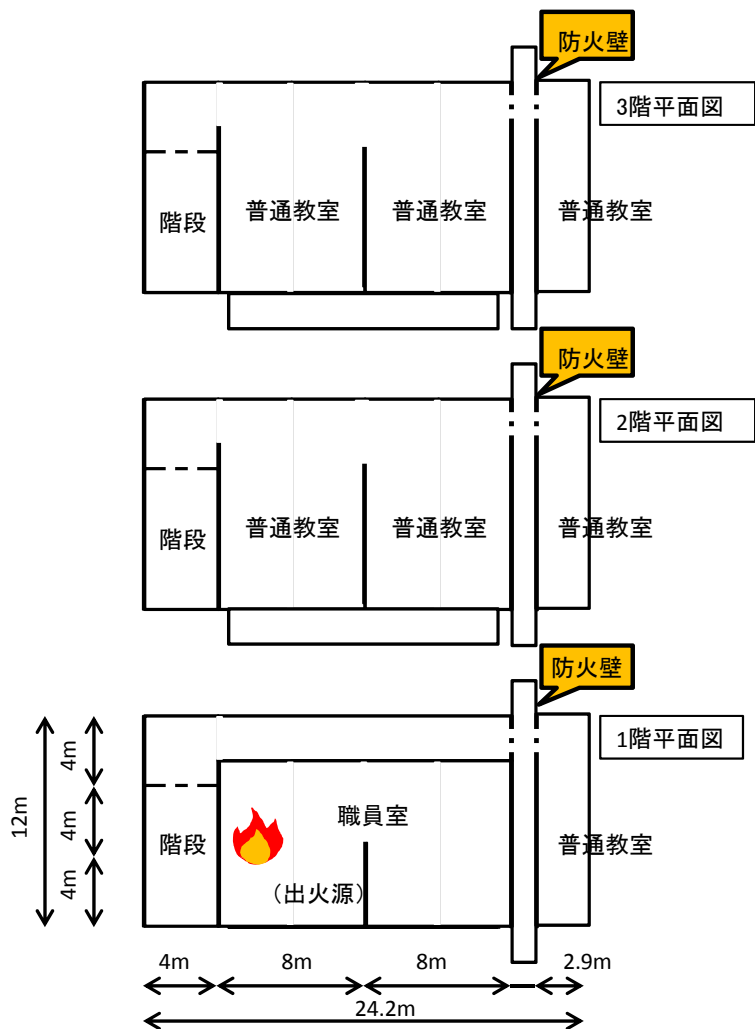 防火壁
3階平面図
階段
普通教室
普通教室
普通教室
防火壁
2階平面図
階段
普通教室
普通教室
普通教室
防火壁
1階平面図
4m
12m
4m
職員室
階段
普通教室
4m
（出火源）
4m
8m
8m
2.9m
24.2m